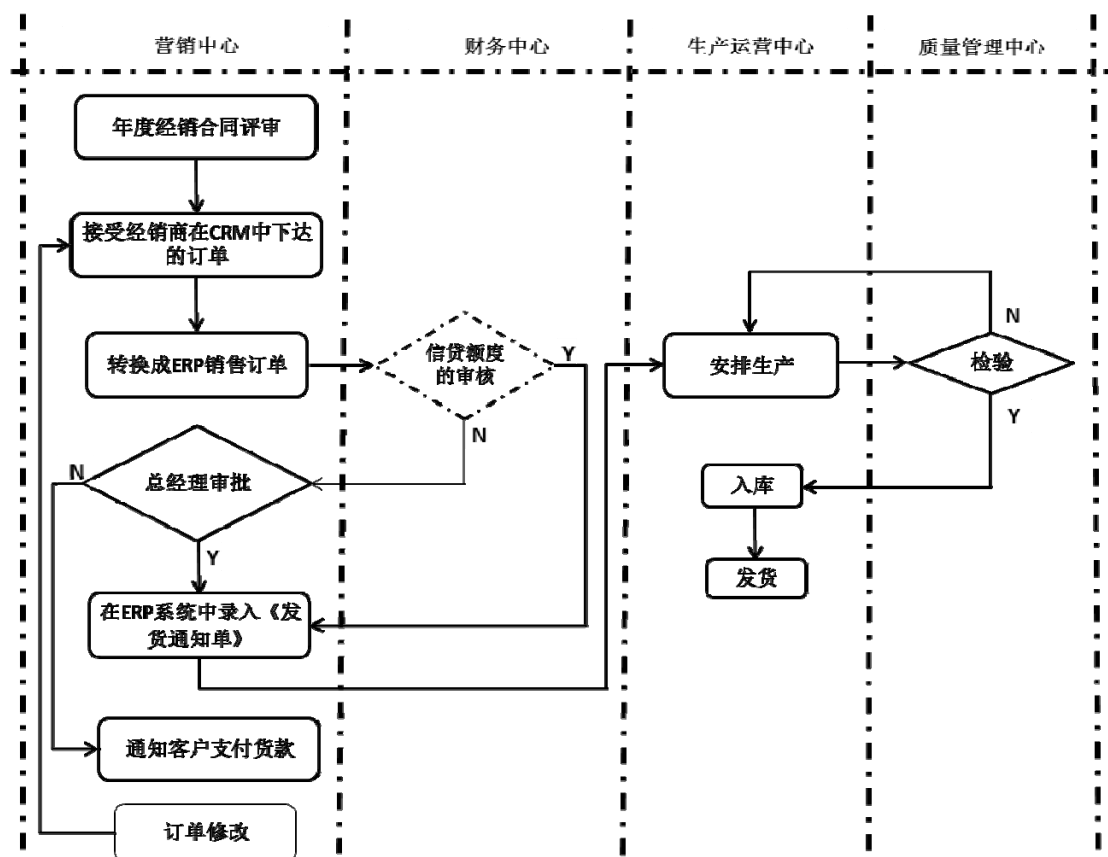 营销中心
财务中心
生产运营中心
质量管理中心
年度经销合同评审
接受经销商在CRM中下达
的订单
转换成ERP销售订单
信贷额度
的审核
Y
N
安排生产
检验
N
Y
总经理审批
N
Y
入库
发货
在ERP系统中录入《发
货通知单》
通知客户支付货款
订单修改